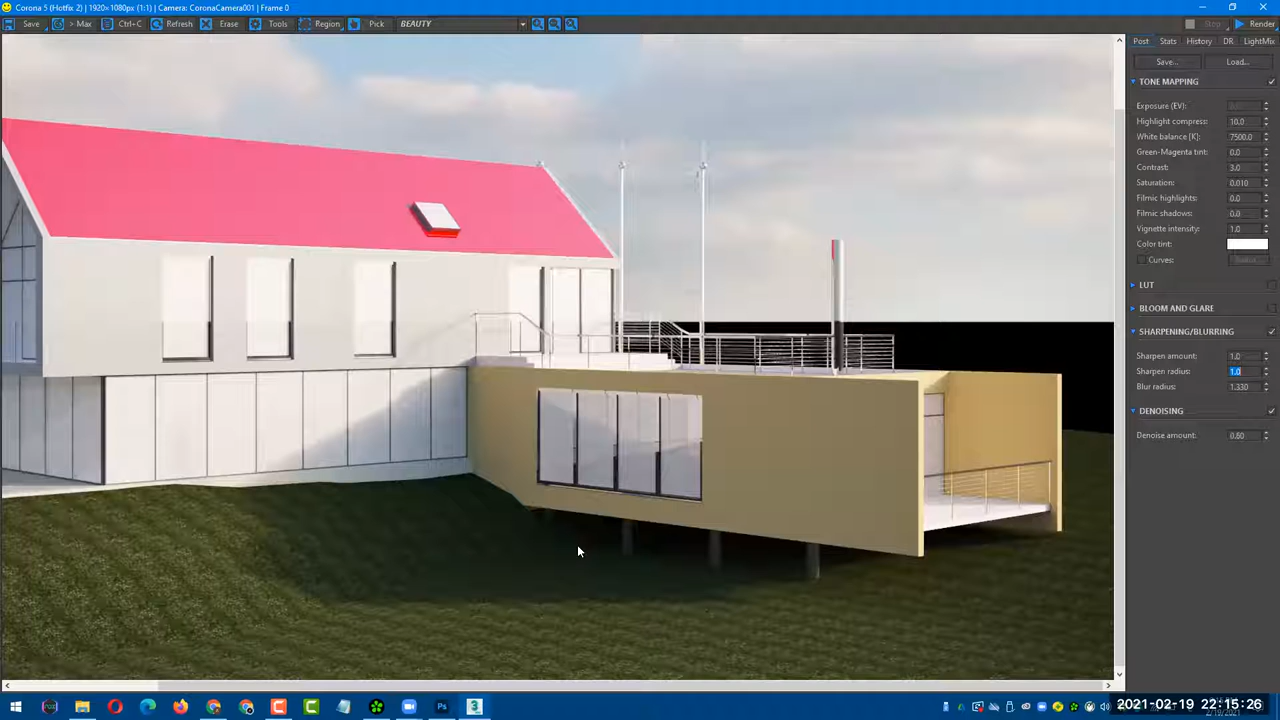 Corona 5 (Hotfix 2) | 1920×1080px (1:1) | Camera: CoronaCamera001 | Frame 0
Save > Max Ctrl+C Refresh Erase Tools Region Pick BEAUTY Stop Render
Post Stats History DR LightMix
Save... Load...
TONE MAPPING
Exposure (EV):
Highlight compress: 10.0
White balance [K]: 7500.0
Green-Magenta tint: 0.0
Contrast: 3.0
Saturation: 0.010
Filmic highlights: 0.0
Filmic shadows: 0.0
Vignette intensity: 1.0
Color tint:
Curves:
LUT
BLOOM AND GLARE
SHARPENING/BLURRING
Sharpen amount: 1.0
Sharpen radius: 1.0
Blur radius: 1.330
DENOISING
Denoise amount: 0.80
2021-02-19 22:15:26